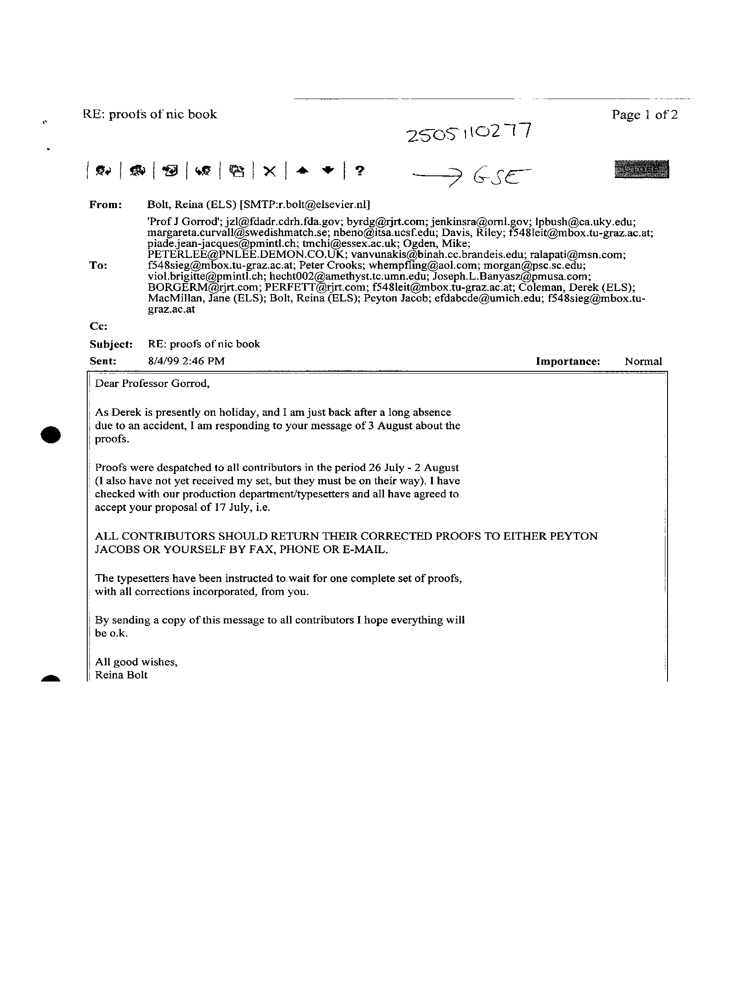 RE: proofs of nic book
Page 1 of 2
2505110277
→ GSE
?
From: Bolt, Reina (ELS) [SMTP:r.bolt@elsevier.nl]
'Prof J Gorrod'; jzl@fdadr.cdrh.fda.gov; byrdg@rjrt.com; jenkinsra@ornl.gov; lpbush@ca.uky.edu;
margareta.curvall@swedishmatch.se; nbeno@itsa.ucsf.edu; Davis, Riley; f548leit@mbox.tu-graz.ac.at;
piade.jean-jacques@pmintl.ch; tmchi@essex.ac.uk; Ogden, Mike;
PETERLEE@PNLEE.DEMON.CO.UK; vanvunakis@binah.cc.brandeis.edu; ralapati@msn.com;
To: f548sieg@mbox.tu-graz.ac.at; Peter Crooks; whempfling@aol.com; morgan@psc.sc.edu;
viol.brigitte@pmintl.ch; hecht002@amethyst.tc.umn.edu; Joseph.L.Banyasz@pmusa.com;
BORGERM@rjrt.com; PERFETT@rjrt.com; f548leit@mbox.tu-graz.ac.at; Coleman, Derek (ELS);
MacMillan, Jane (ELS); Bolt, Reina (ELS); Peyton Jacob; efdabcde@umich.edu; f548sieg@mbox.tu-
graz.ac.at
Cc:
Subject: RE: proofs of nic book
Sent: 8/4/99 2:46 PM Importance: Normal
Dear Professor Gorrod,
As Derek is presently on holiday, and I am just back after a long absence
due to an accident, I am responding to your message of 3 August about the
proofs.
Proofs were despatched to all contributors in the period 26 July - 2 August
(I also have not yet received my set, but they must be on their way). I have
checked with our production department/typesetters and all have agreed to
accept your proposal of 17 July, i.e.
ALL CONTRIBUTORS SHOULD RETURN THEIR CORRECTED PROOFS TO EITHER PEYTON
JACOBS OR YOURSELF BY FAX, PHONE OR E-MAIL.
The typesetters have been instructed to wait for one complete set of proofs,
with all corrections incorporated, from you.
By sending a copy of this message to all contributors I hope everything will
be o.k.
All good wishes,
Reina Bolt